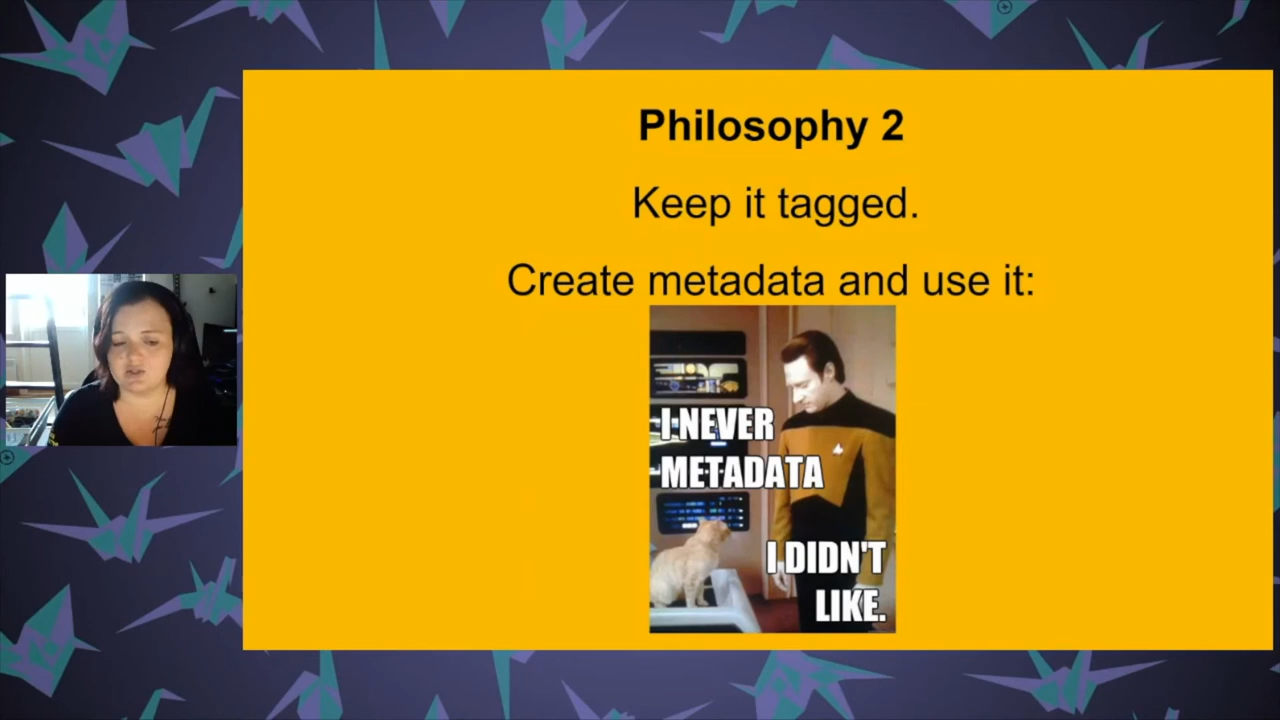 Philosophy 2
Keep it tagged.
Create metadata and use it:
I NEVER
METADATA
I DIDN'T
LIKE.